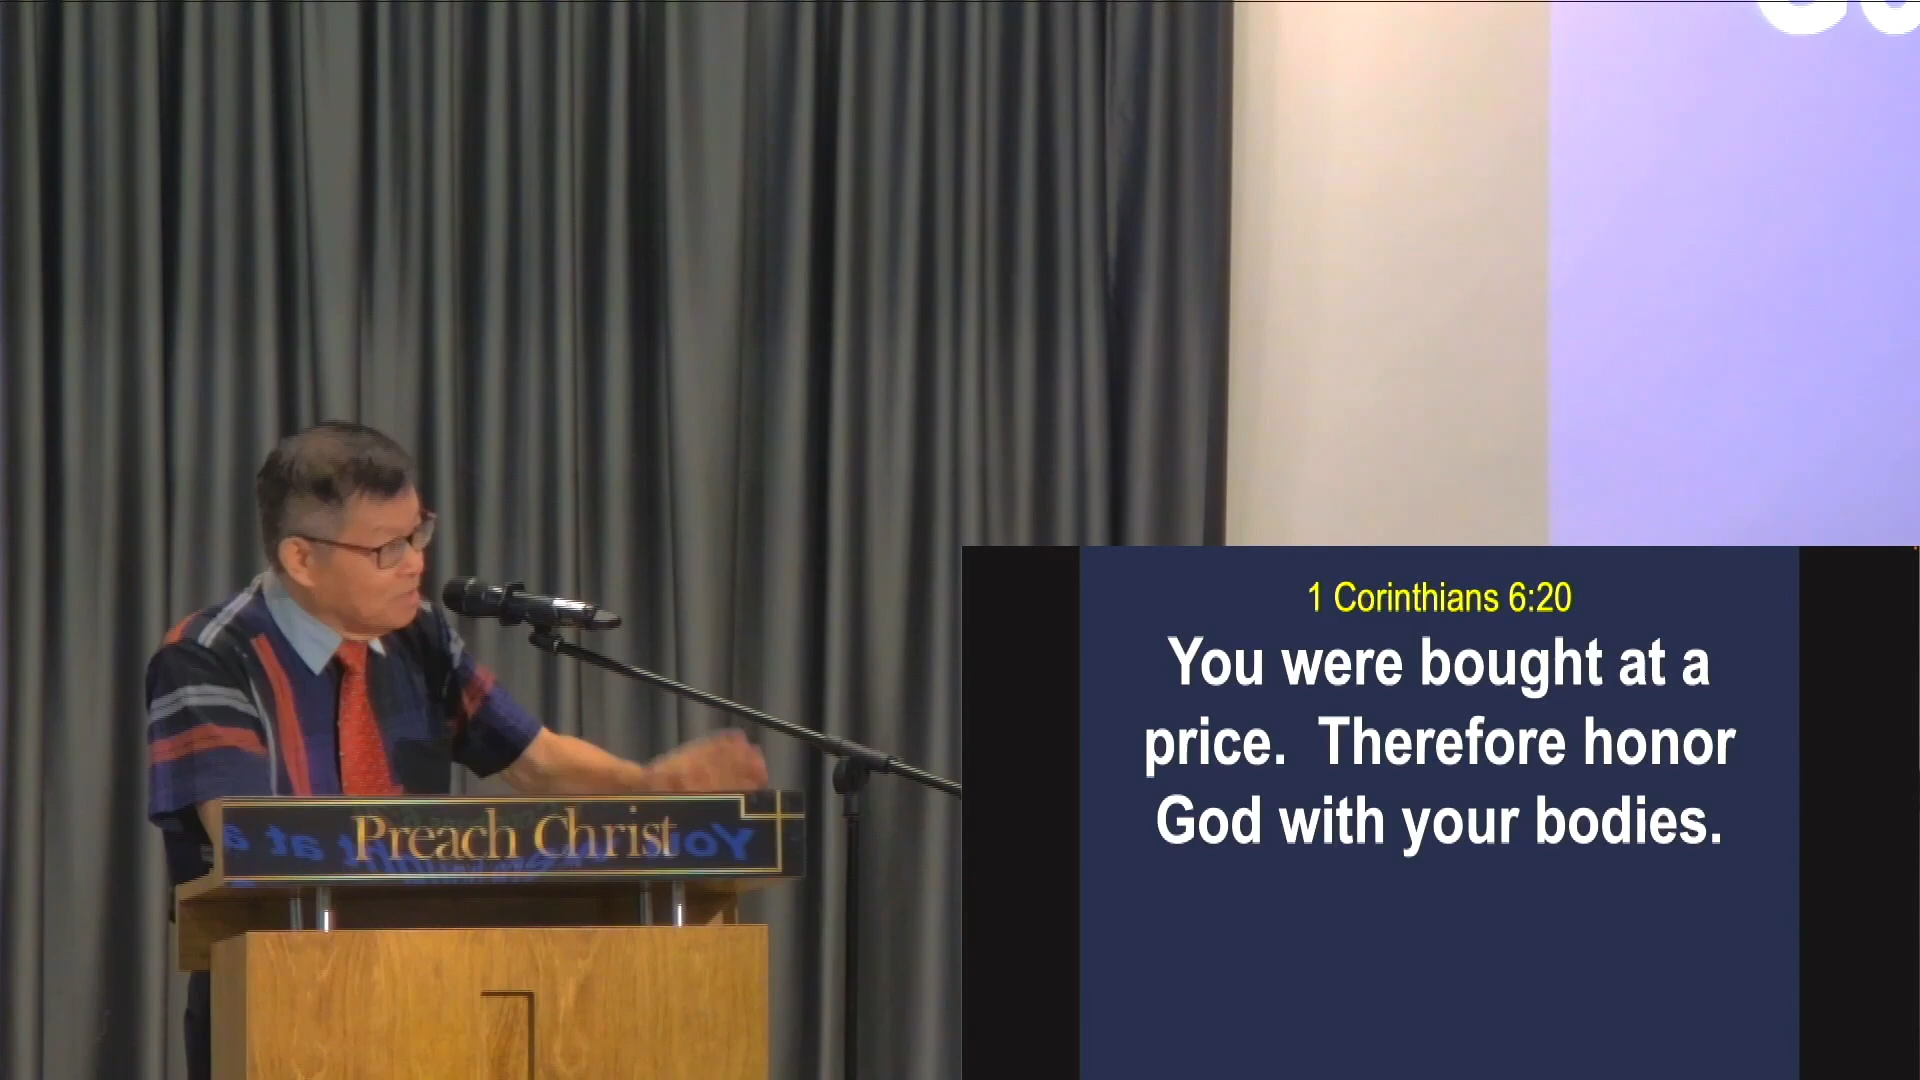 1 Corinthians 6:20
You were bought at a
price.  Therefore honor
God with your bodies.
Preach Christ